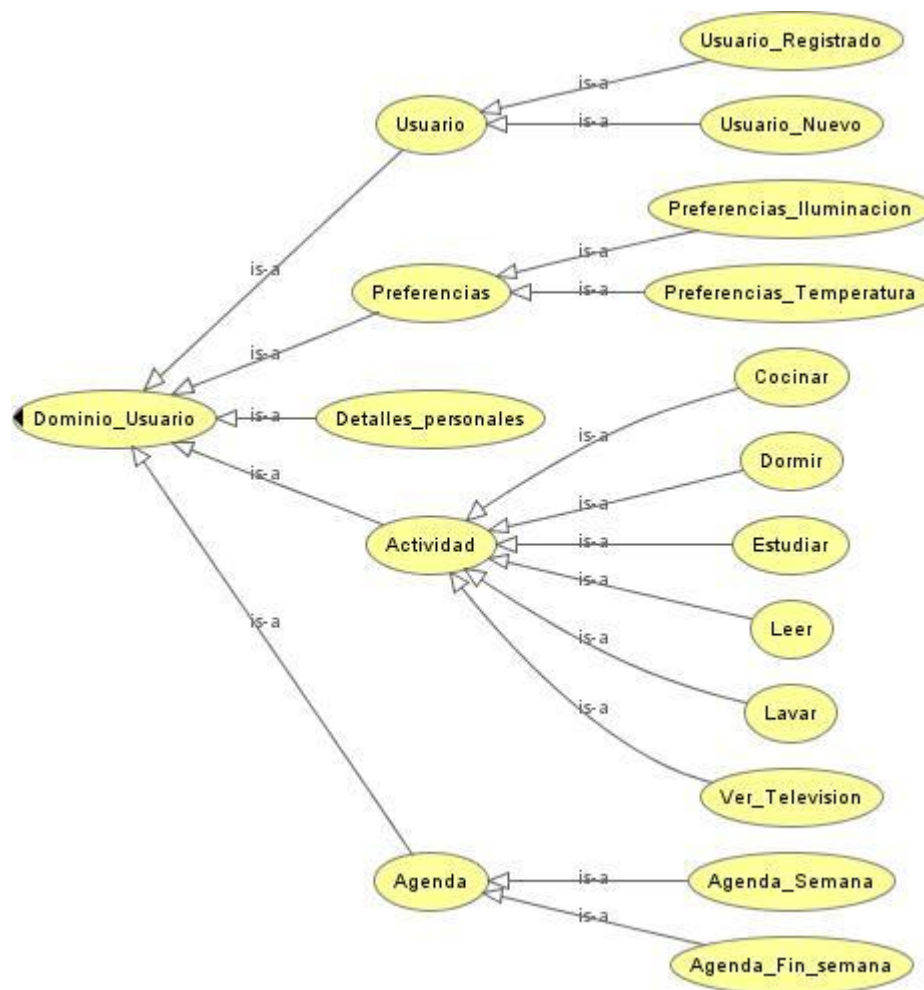 Usuario_Registrado
is-a
Usuario
is-a
Usuario_Nuevo
Preferencias_Iluminacion
is-a
is-a
Preferencias
is-a
Preferencias_Temperatura
is-a
Cocinar
Dominio_Usuario
is-a
Detalles_personales
is-a
Dormir
is-a
is-a
Actividad
is-a
Estudiar
is-a
Leer
is-a
is-a
Lavar
is-a
Ver_Television
Agenda
is-a
Agenda_Semana
is-a
Agenda_Fin_semana